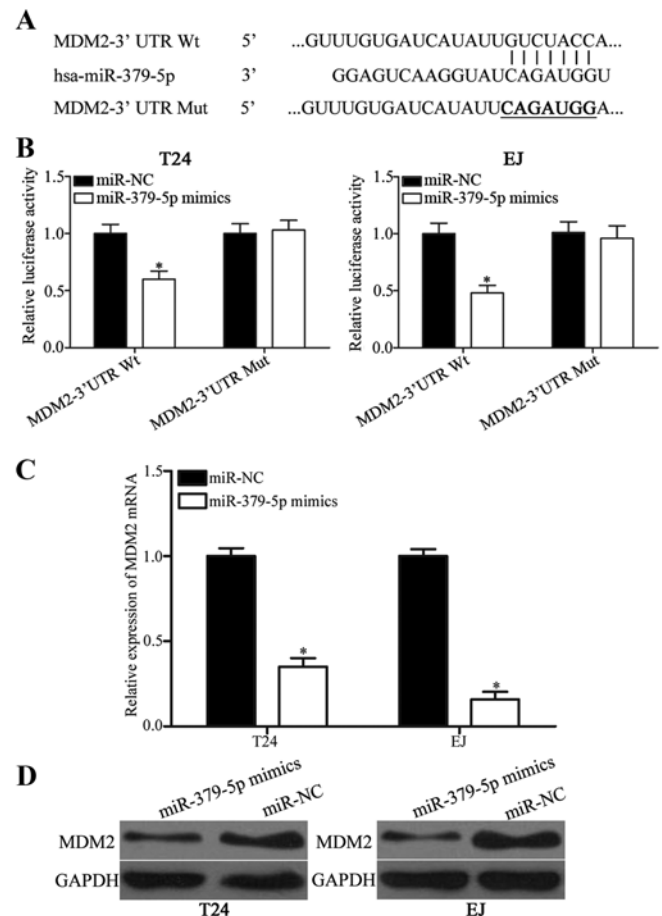 A
MDM2-3' UTR Wt 5' ...GUUUGUGAUCAUAUUGUCUACCA...
hsa-miR-379-5p 3' GGAGUCAAGGUAUCAGAUGGU
MDM2-3' UTR Mut 5' ...GUUUGUGAUCAUAUUCAGAUGGA...
B
T24
Relative luciferase activity
1.5
1.0
0.5
0.0
miR-NC
miR-379-5p mimics
*
MDM2-3'UTR Wt
MDM2-3'UTR Mut
EJ
Relative luciferase activity
1.5
1.0
0.5
0.0
miR-NC
miR-379-5p mimics
*
MDM2-3'UTR Wt
MDM2-3'UTR Mut
C
Relative expression of MDM2 mRNA
1.5
1.0
0.5
0.0
miR-NC
miR-379-5p mimics
*
*
T24
EJ
D
miR-379-5p mimics
miR-NC
MDM2
GAPDH
T24
miR-379-5p mimics
miR-NC
MDM2
GAPDH
EJ